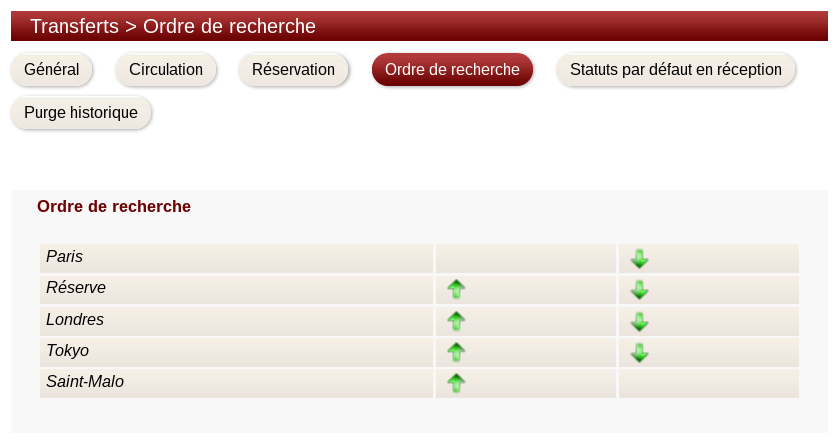 Transferts > Ordre de recherche
Général Circulation Réservation Ordre de recherche Statuts par défaut en réception
Purge historique
Ordre de recherche
Paris
Réserve
Londres
Tokyo
Saint-Malo